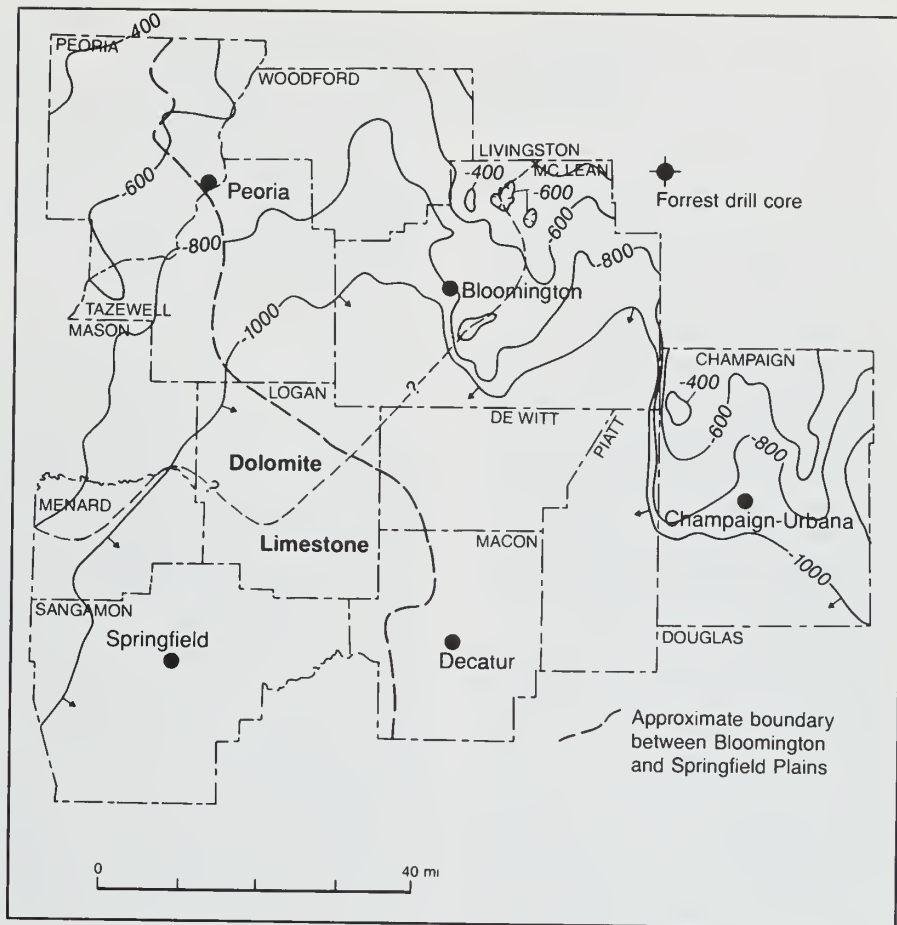 -400
PEORIA
WOODFORD
LIVINGSTON
MC LEAN
-400
-600
-600
Peoria
Forrest drill core
-600
-800
-800
Bloomington
TAZEWELL
MASON
-1000
CHAMPAIGN
-400
LOGAN
?
DE WITT
-600
PIATT
-800
Dolomite
?
MENARD
Champaign-Urbana
Limestone
MACON
-1000
SANGAMON
Springfield
Decatur
DOUGLAS
Approximate boundary
between Bloomington
and Springfield Plains
0
40 mi